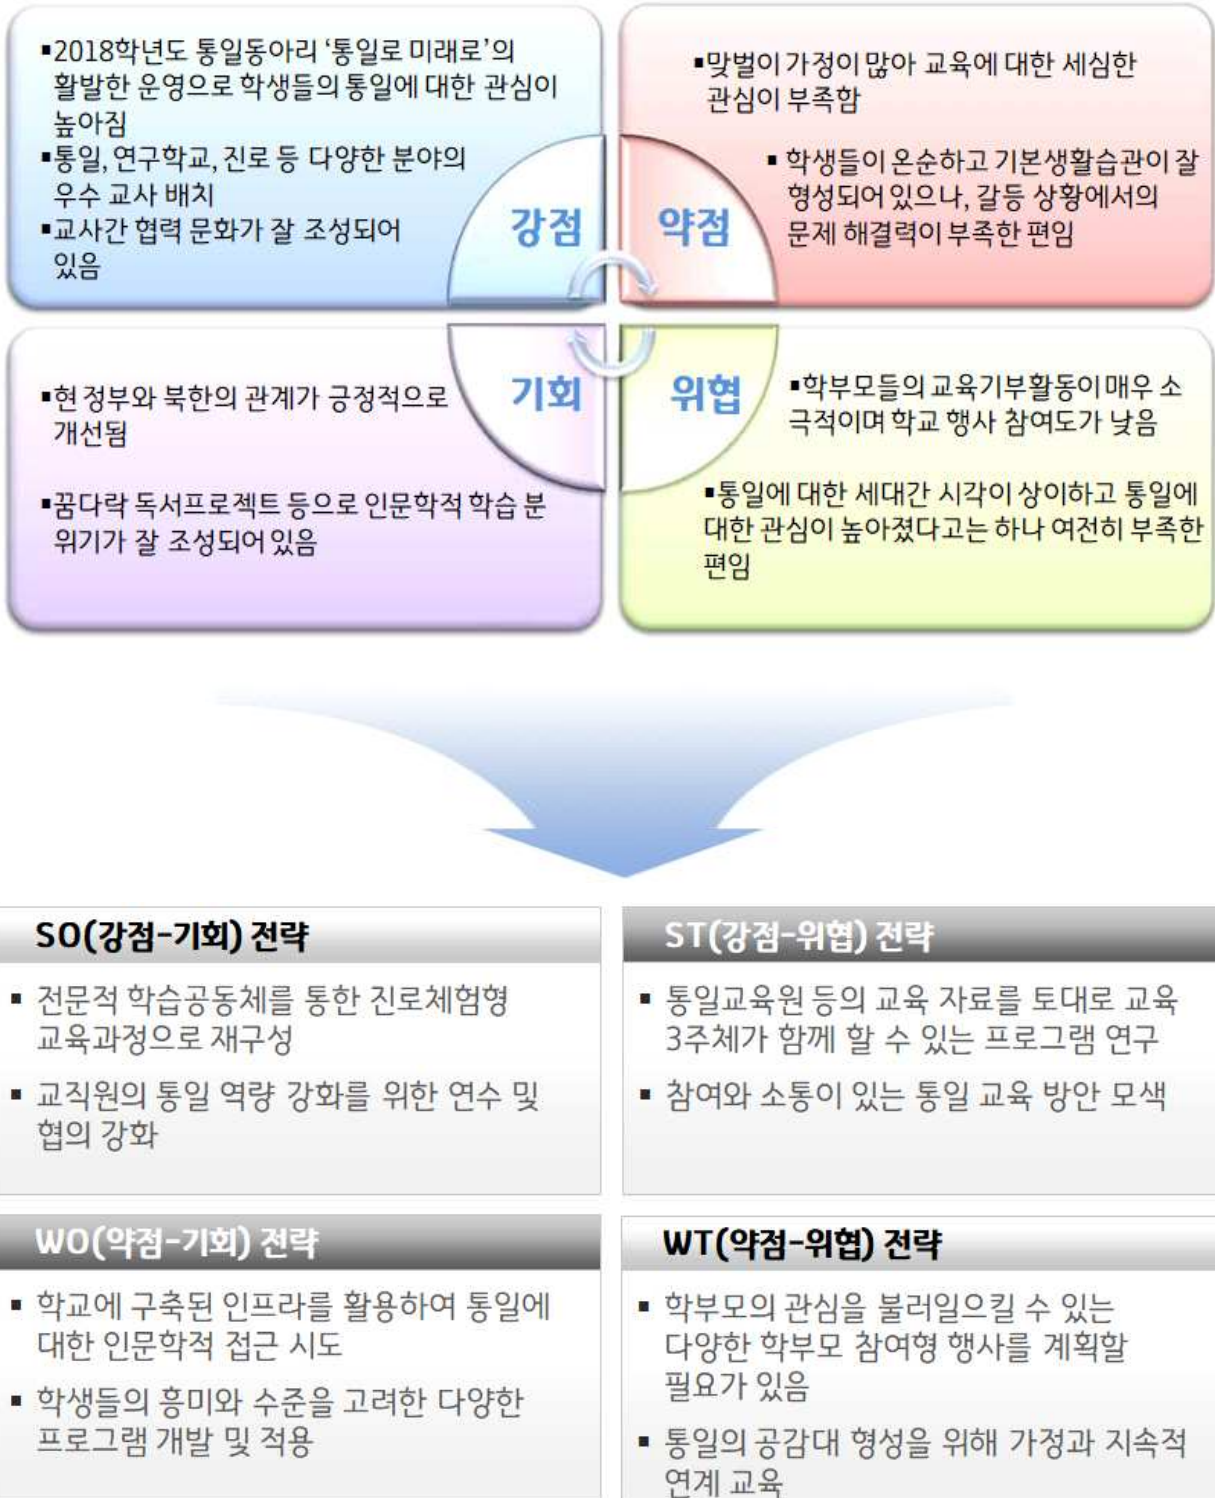 ▪2018학년도 통일동아리 ‘통일로 미래로’의
활발한 운영으로 학생들의 통일에 대한 관심이
높아짐
▪통일, 연구학교, 진로 등 다양한 분야의
우수 교사 배치
▪교사간 협력 문화가 잘 조성되어
있음
강점
▪맞벌이 가정이 많아 교육에 대한 세심한
관심이 부족함
▪ 학생들이 온순하고 기본생활습관이 잘
형성되어 있으나, 갈등 상황에서의
문제 해결력이 부족한 편임
약점
▪현 정부와 북한의 관계가 긍정적으로
개선됨
▪꿈다락 독서프로젝트 등으로 인문학적 학습 분
위기가 잘 조성되어 있음
기회
위협
▪학부모들의 교육기부활동이 매우 소
극적이며 학교 행사 참여도가 낮음
▪통일에 대한 세대간 시각이 상이하고 통일에
대한 관심이 높아졌다고는 하나 여전히 부족한
편임
SO(강점-기회) 전략
▪ 전문적 학습공동체를 통한 진로체험형
교육과정으로 재구성
▪ 교직원의 통일 역량 강화를 위한 연수 및
협의 강화
ST(강점-위협) 전략
▪ 통일교육원 등의 교육 자료를 토대로 교육
3주체가 함께 할 수 있는 프로그램 연구
▪ 참여와 소통이 있는 통일 교육 방안 모색
WO(약점-기회) 전략
▪ 학교에 구축된 인프라를 활용하여 통일에
대한 인문학적 접근 시도
▪ 학생들의 흥미와 수준을 고려한 다양한
프로그램 개발 및 적용
WT(약점-위협) 전략
▪ 학부모의 관심을 불러일으킬 수 있는
다양한 학부모 참여형 행사를 계획할
필요가 있음
▪ 통일의 공감대 형성을 위해 가정과 지속적
연계 교육